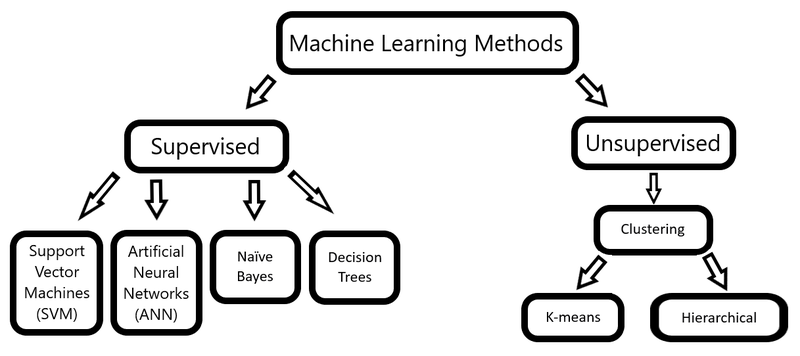 Machine Learning Methods
Supervised
Unsupervised
Support
Vector
Machines
(SVM)
Artificial
Neural
Networks
(ANN)
Naïve
Bayes
Decision
Trees
Clustering
K-means
Hierarchical